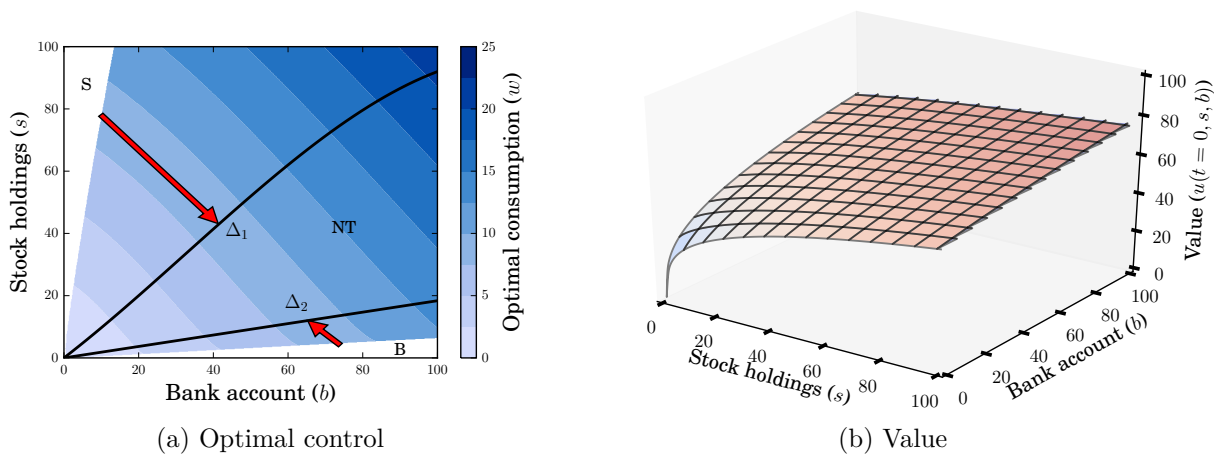 100
80
60
40
20
0
Stock holdings (s)
S
Δ₁
NT
Δ₂
B
0 20 40 60 80 100
Bank account (b)
25
20
15
10
5
0
Optimal consumption (w)
(a) Optimal control
100
80
60
40
20
0
Value (u(t = 0, s, b))
0
20
40
60
80
100
Stock holdings (s)
0
20
40
60
80
100
Bank account (b)
(b) Value